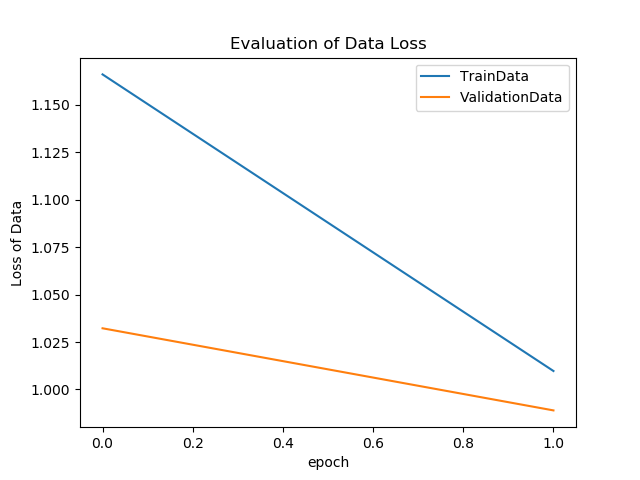 Evaluation of Data Loss
TrainData
ValidationData
Loss of Data
1.150
1.125
1.100
1.075
1.050
1.025
1.000
0.0 0.2 0.4 0.6 0.8 1.0
epoch